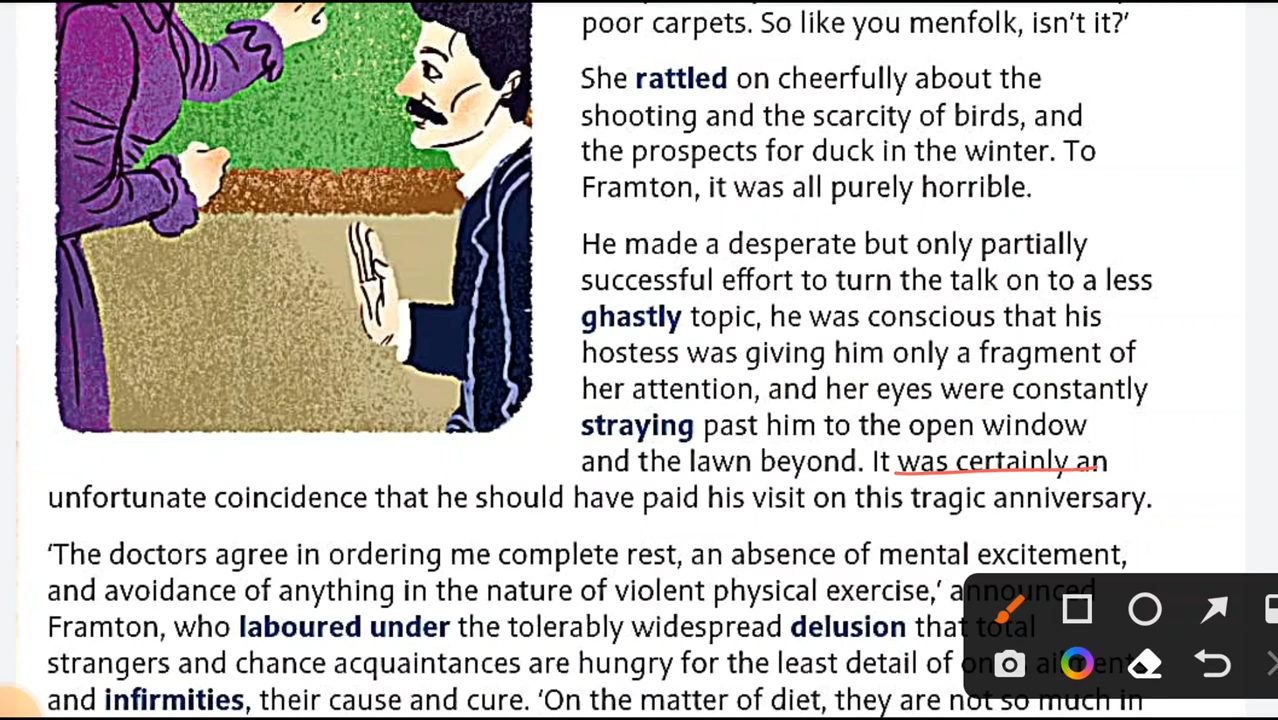 poor carpets. So like you menfolk, isn't it?'
She rattled on cheerfully about the
shooting and the scarcity of birds, and
the prospects for duck in the winter. To
Framton, it was all purely horrible.
He made a desperate but only partially
successful effort to turn the talk on to a less
ghastly topic, he was conscious that his
hostess was giving him only a fragment of
her attention, and her eyes were constantly
straying past him to the open window
and the lawn beyond. It was certainly an
unfortunate coincidence that he should have paid his visit on this tragic anniversary.
'The doctors agree in ordering me complete rest, an absence of mental excitement,
and avoidance of anything in the nature of violent physical exercise,' announced
Framton, who laboured under the tolerably widespread delusion that total
strangers and chance acquaintances are hungry for the least detail of
and infirmities, their cause and cure. 'On the matter of diet, they are not so much in